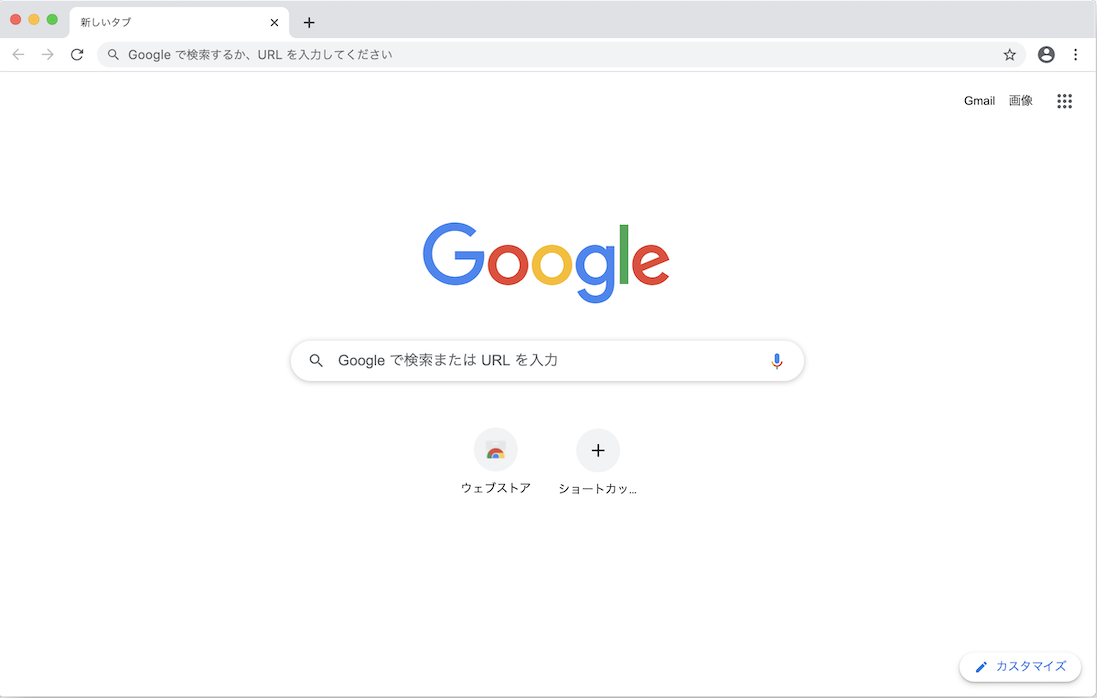 新しいタブ
Google で検索するか、URL を入力してください
Gmail 画像
Google
Google で検索または URL を入力
ウェブストア ショートカッ...
カスタマイズ